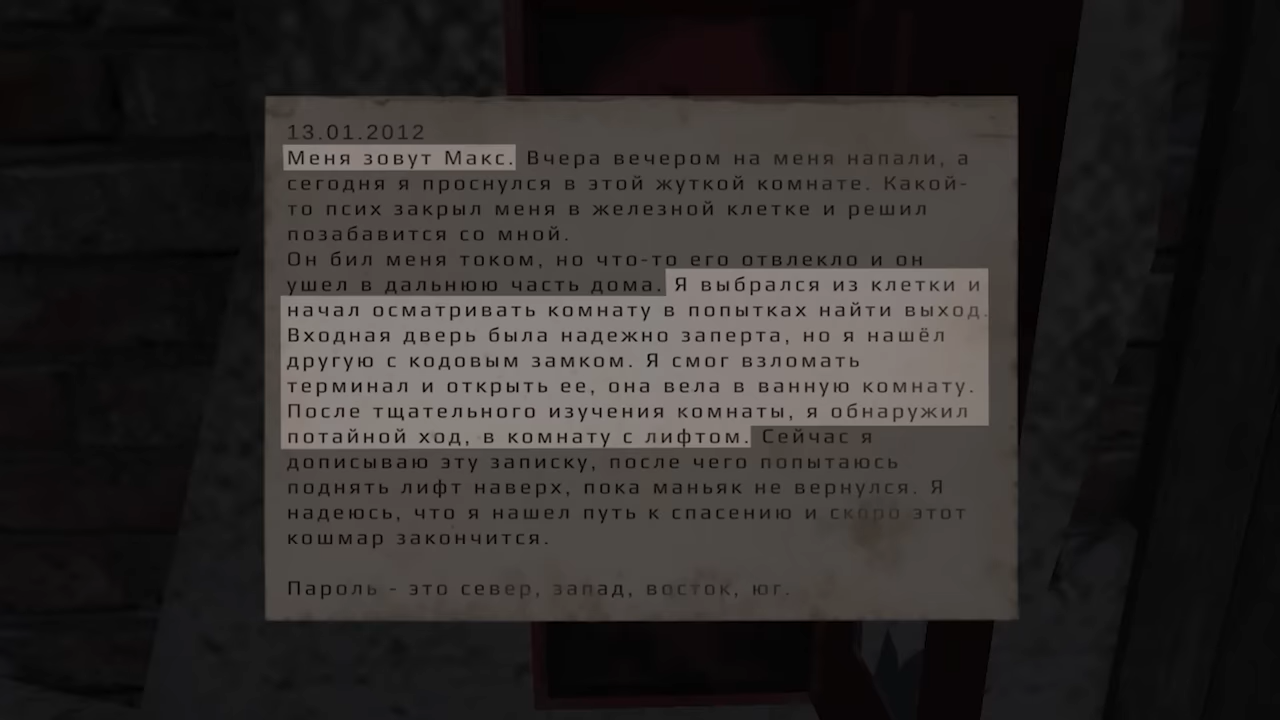 13.01.2012
Меня зовут Макс. Вчера вечером на меня напали, а
сегодня я проснулся в этой жуткой комнате. Какой-
то псих закрыл меня в железной клетке и решил
позабавится со мной.
Он бил меня током, но что-то его отвлекло и он
ушел в дальнюю часть дома. Я выбрался из клетки и
начал осматривать комнату в попытках найти выход.
Входная дверь была надежно заперта, но я нашёл
другую с кодовым замком. Я смог взломать
терминал и открыть ее, она вела в ванную комнату.
После тщательного изучения комнаты, я обнаружил
потайной ход, в комнату с лифтом. Сейчас я
дописываю эту записку, после чего попытаюсь
поднять лифт наверх, пока маньяк не вернулся. Я
надеюсь, что я нашел путь к спасению и скоро этот
кошмар закончится.
Пароль - это север, запад, восток, юг.